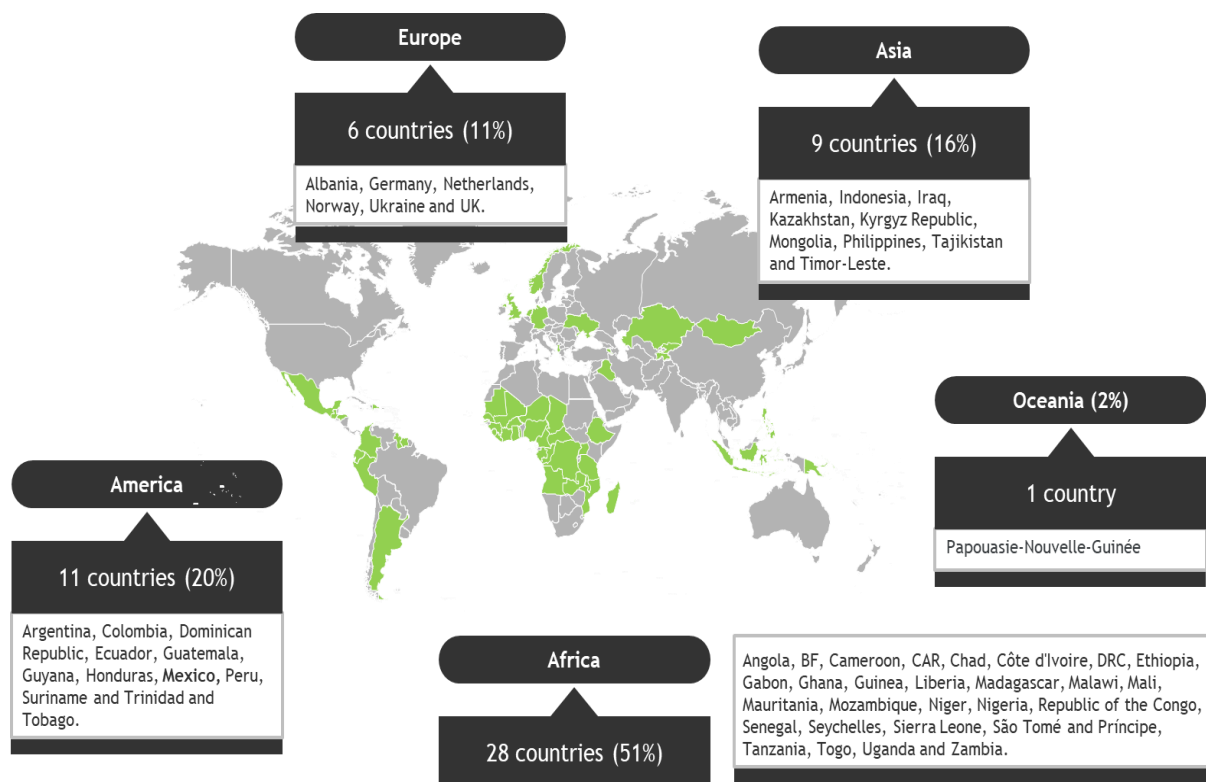 Europe
6 countries (11%)
Albania, Germany, Netherlands,
Norway, Ukraine and UK.
Asia
9 countries (16%)
Armenia, Indonesia, Iraq,
Kazakhstan, Kyrgyz Republic,
Mongolia, Philippines, Tajikistan
and Timor-Leste.
Oceania (2%)
1 country
Papouasie-Nouvelle-Guinée
America
11 countries (20%)
Argentina, Colombia, Dominican
Republic, Ecuador, Guatemala,
Guyana, Honduras, Mexico, Peru,
Suriname and Trinidad and
Tobago.
Africa
28 countries (51%)
Angola, BF, Cameroon, CAR, Chad, Côte d'Ivoire, DRC, Ethiopia,
Gabon, Ghana, Guinea, Liberia, Madagascar, Malawi, Mali,
Mauritania, Mozambique, Niger, Nigeria, Republic of the Congo,
Senegal, Seychelles, Sierra Leone, São Tomé and Príncipe,
Tanzania, Togo, Uganda and Zambia.